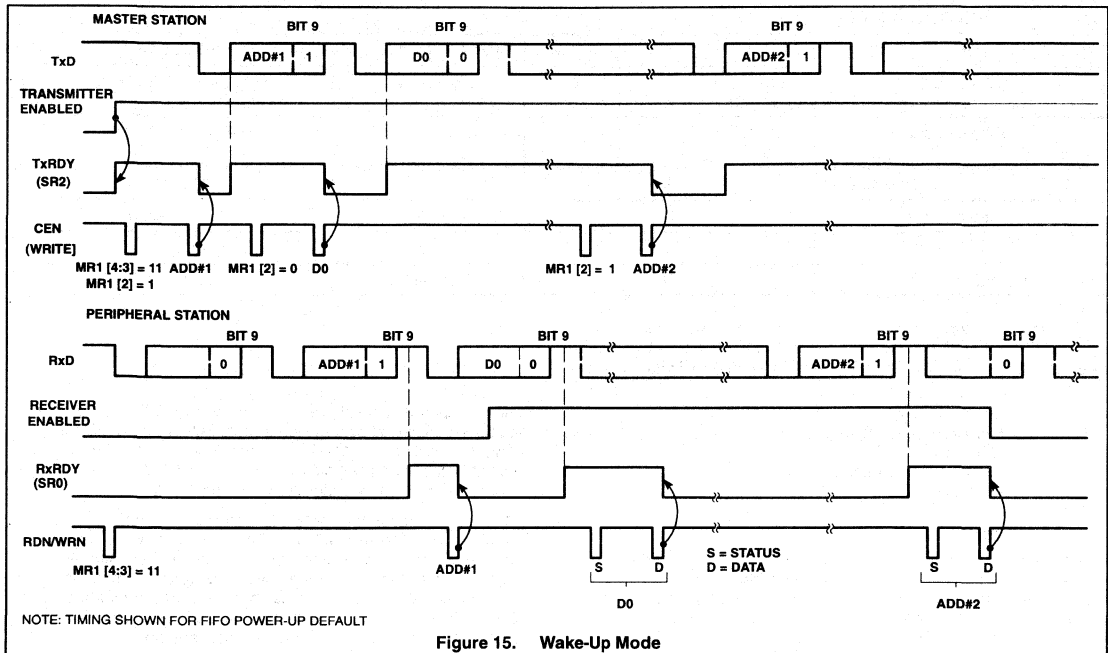 MASTER STATION
BIT 9 BIT 9 BIT 9
TxD ADD#1 1 D0 0 ADD#2 1
TRANSMITTER
ENABLED
TxRDY
(SR2)
CEN
(WRITE]
MR1 [4:3] = 11 ADD#1 MR1 [2] = 0 D0 MR1 [2] = 1 ADD#2
MR1 [2] = 1
PERIPHERAL STATION
BIT 9 BIT 9 BIT 9 BIT 9 BIT 9
RxD 0 ADD#1 1 D0 0 ADD#2 1 0
RECEIVER
ENABLED
RxRDY
(SR0)
RDN/WRN
MR1 [4:3] = 11 ADD#1 S D S = STATUS S D
D = DATA
D0 ADD#2
NOTE: TIMING SHOWN FOR FIFO POWER-UP DEFAULT
Figure 15. Wake-Up Mode